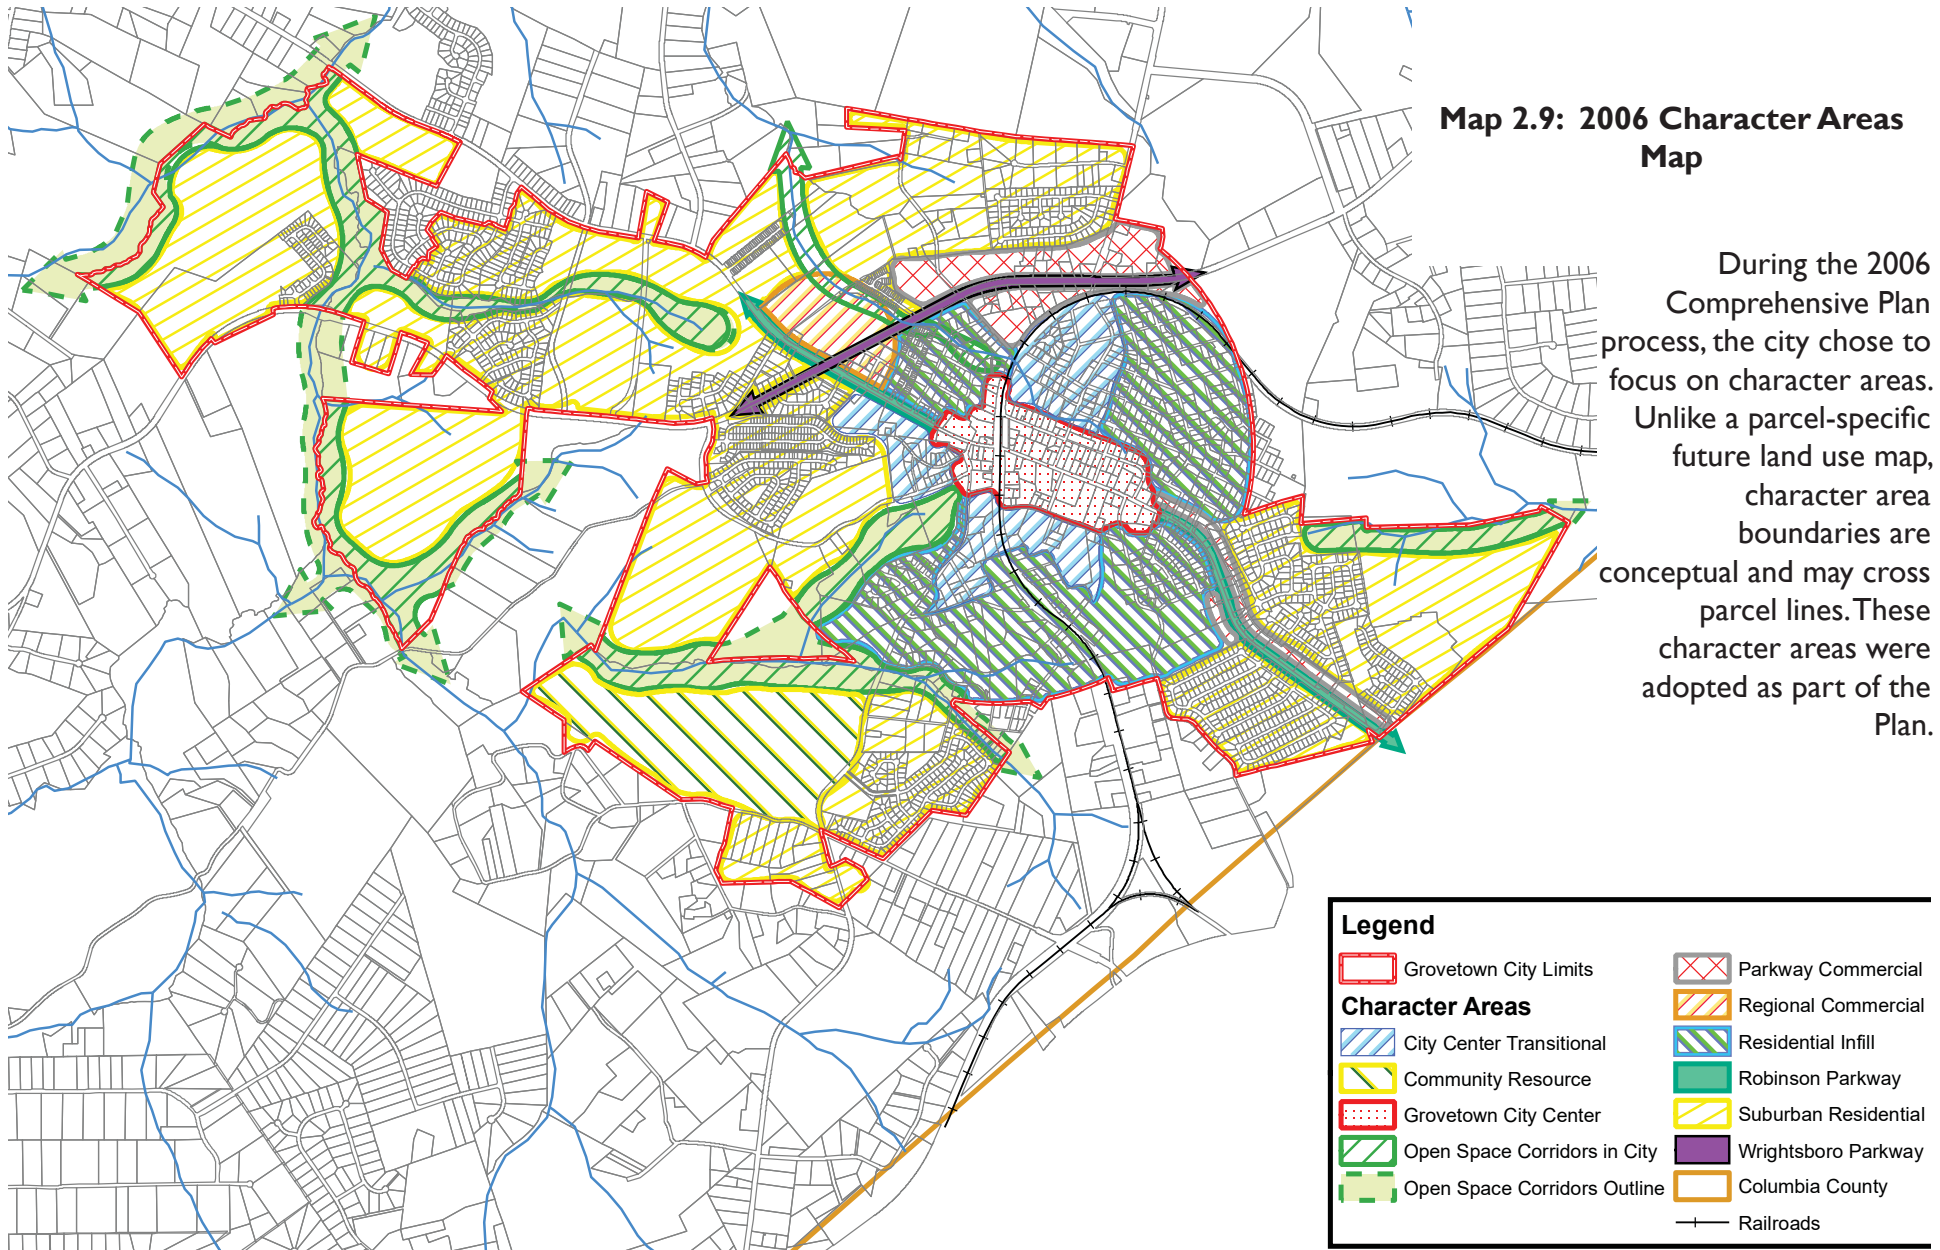 Map 2.9: 2006 Character Areas
Map
During the 2006
Comprehensive Plan
process, the city chose to
focus on character areas.
Unlike a parcel-specific
future land use map,
character area
boundaries are
conceptual and may cross
parcel lines. These
character areas were
adopted as part of the
Plan.
Legend
Grovetown City Limits
Character Areas
City Center Transitional
Community Resource
Grovetown City Center
Open Space Corridors in City
Open Space Corridors Outline
Parkway Commercial
Regional Commercial
Residential Infill
Robinson Parkway
Suburban Residential
Wrightsboro Parkway
Columbia County
Railroads